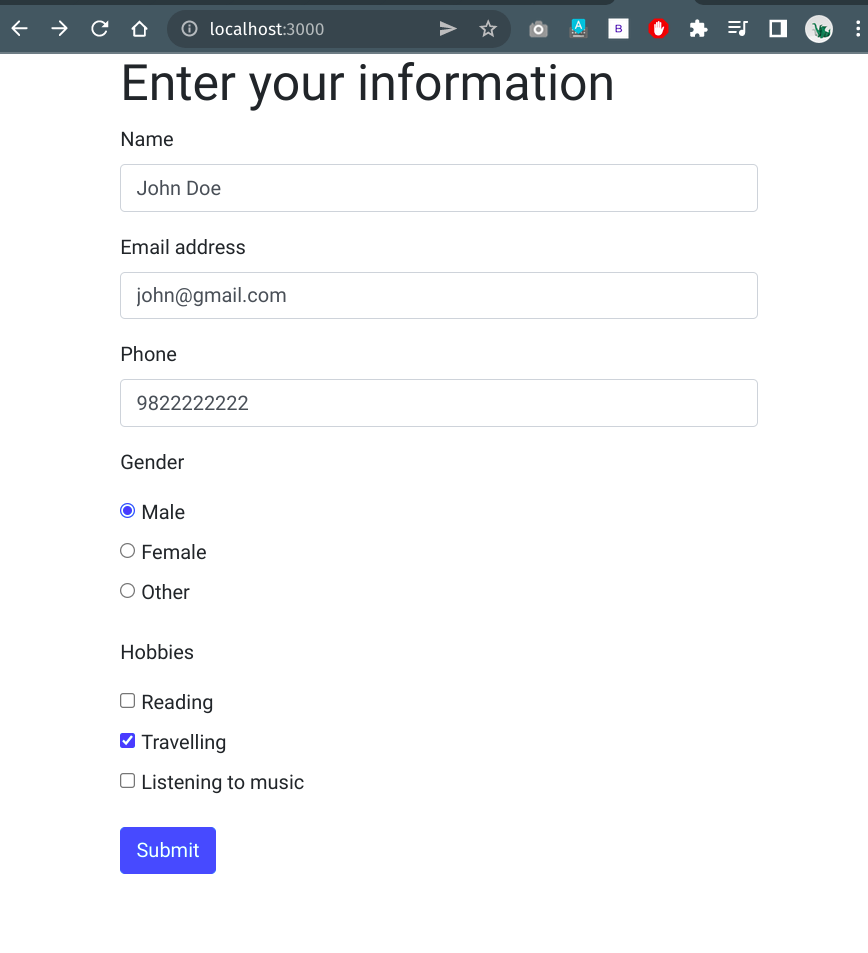 localhost:3000
A
B
Enter your information
Name
John Doe
Email address
john@gmail.com
Phone
9822222222
Gender
Male
Female
Other
Hobbies
Reading
Travelling
Listening to music
Submit